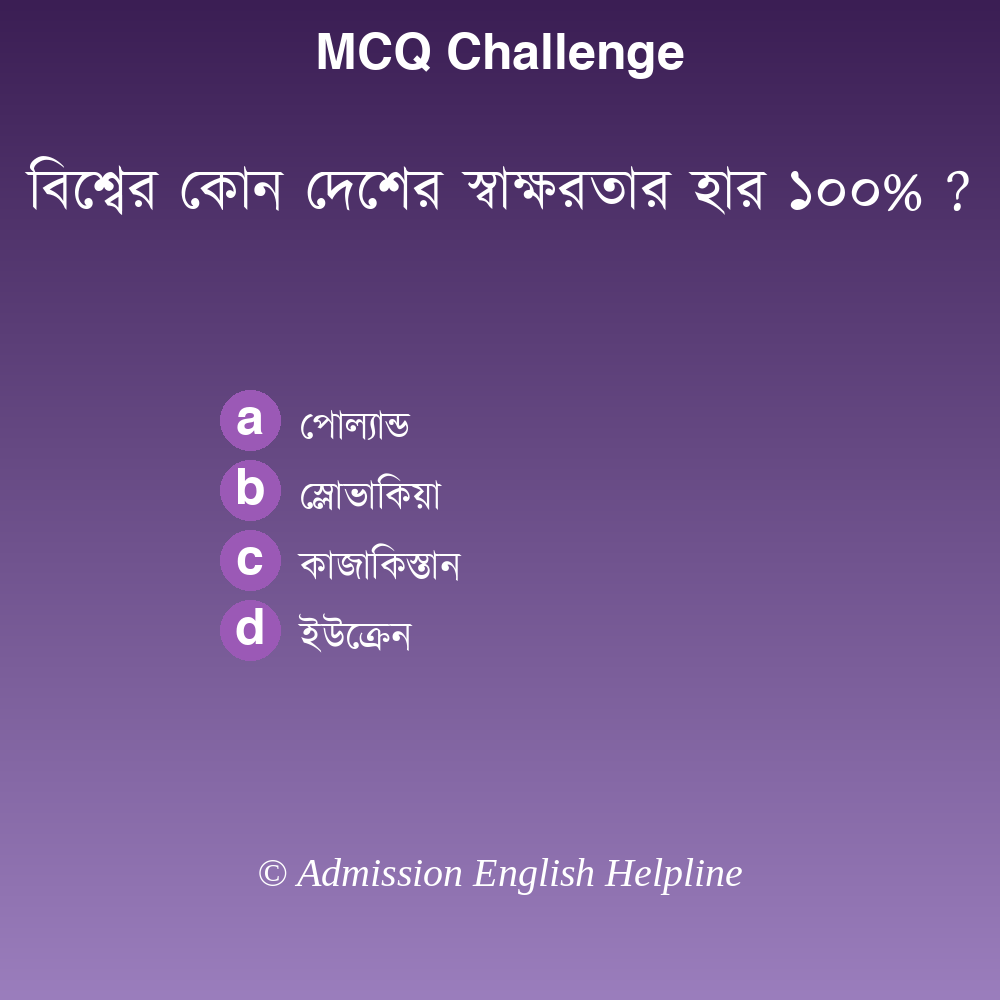 MCQ Challenge
বিশ্বের কোন দেশের স্বাক্ষরতার হার ১০০% ?
a পোল্যান্ড
b স্লোভাকিয়া
c কাজাকিস্তান
d ইউক্রেন
© Admission English Helpline